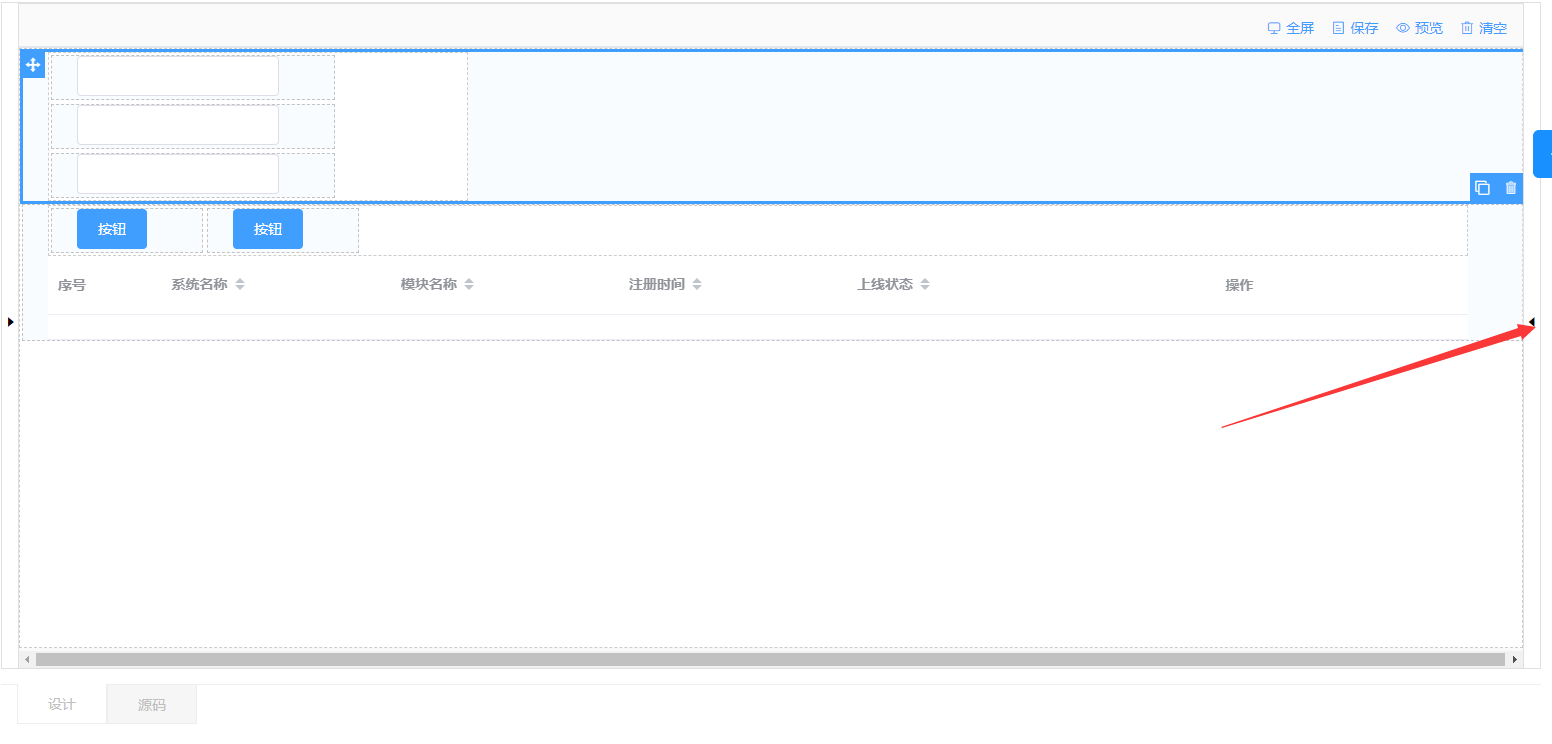 全屏 保存 预览 清空
按钮 按钮
序号 系统名称 模块名称 注册时间 上线状态 操作
设计 源码